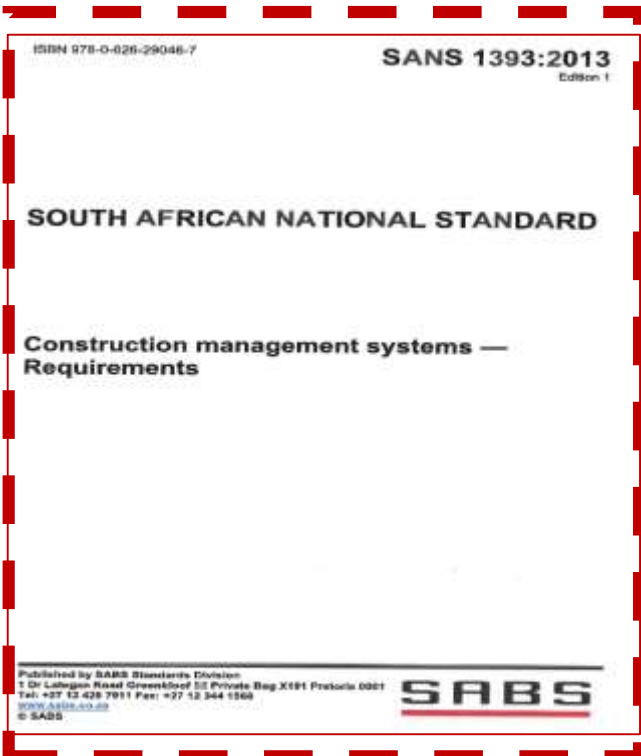 ISBN 978-0-626-29046-7
SANS 1393:2013
Edition 1
SOUTH AFRICAN NATIONAL STANDARD
Construction management systems —
Requirements
Published by SABS Standards Division
1 Dr Lategan Road Groenkloof ✉ Private Bag X191 Pretoria 0001
Tel: +27 12 428 7911 Fax: +27 12 344 1568
www.sabs.co.za
© SABS
SABS